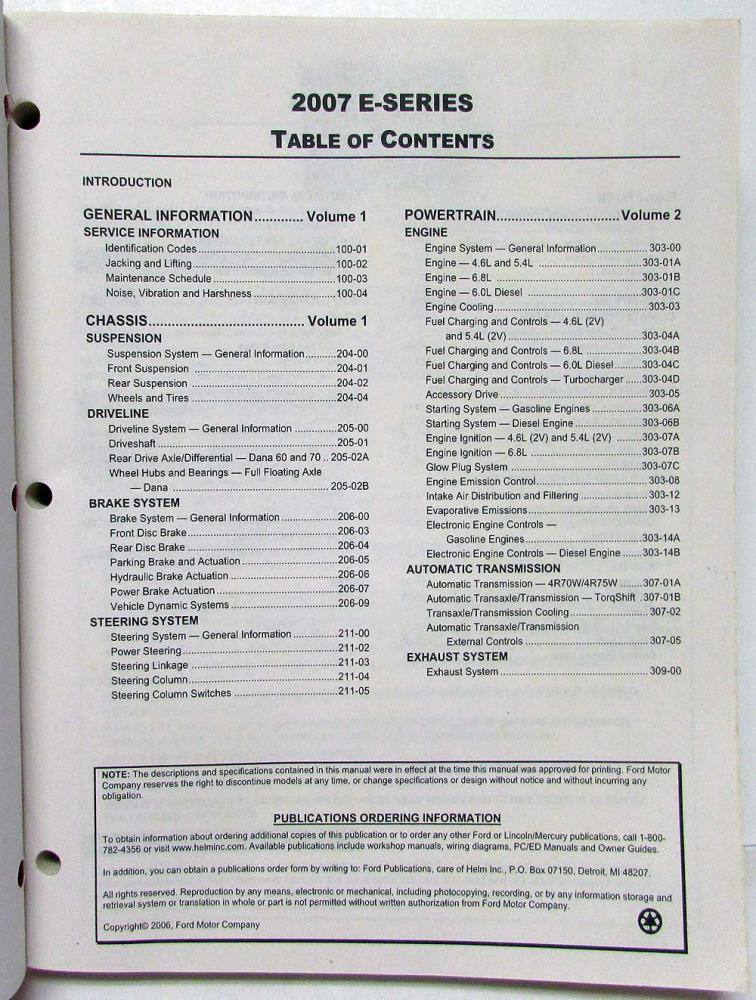 2007 E-SERIES
TABLE OF CONTENTS
INTRODUCTION
GENERAL INFORMATION............ Volume 1
SERVICE INFORMATION
Identification Codes........................................100-01
Jacking and Lifting..........................................100-02
Maintenance Schedule ....................................100-03
Noise, Vibration and Harshness........................100-04
CHASSIS...................................... Volume 1
SUSPENSION
Suspension System — General Information..........204-00
Front Suspension ..........................................204-01
Rear Suspension ...........................................204-02
Wheels and Tires ..........................................204-04
DRIVELINE
Driveline System — General Information ............205-00
Driveshaft....................................................205-01
Rear Drive Axle/Differential — Dana 60 and 70 .. 205-02A
Wheel Hubs and Bearings — Full Floating Axle
— Dana ............................................. 205-02B
BRAKE SYSTEM
Brake System — General Information.................206-00
Front Disc Brake............................................206-03
Rear Disc Brake ............................................206-04
Parking Brake and Actuation............................206-05
Hydraulic Brake Actuation ...............................206-06
Power Brake Actuation....................................206-07
Vehicle Dynamic Systems ................................206-09
STEERING SYSTEM
Steering System — General Information .............211-00
Power Steering..............................................211-02
Steering Linkage ...........................................211-03
Steering Column............................................211-04
Steering Column Switches ...............................211-05
POWERTRAIN..............................Volume 2
ENGINE
Engine System — General Information...............303-00
Engine — 4.6L and 5.4L ................................303-01A
Engine — 6.8L .............................................303-01B
Engine — 6.0L Diesel ...................................303-01C
Engine Cooling..............................................303-03
Fuel Charging and Controls — 4.6L (2V)
and 5.4L (2V)..........................................303-04A
Fuel Charging and Controls — 6.8L ..................303-04B
Fuel Charging and Controls — 6.0L Diesel..........303-04C
Fuel Charging and Controls — Turbocharger .....303-04D
Accessory Drive .............................................303-05
Starting System — Gasoline Engines .................303-06A
Starting System — Diesel Engine......................303-06B
Engine Ignition — 4.6L (2V) and 5.4L (2V) ........303-07A
Engine Ignition — 6.8L ...................................303-07B
Glow Plug System .........................................303-07C
Engine Emission Control..................................303-08
Intake Air Distribution and Filtering ....................303-12
Evaporative Emissions.....................................303-13
Electronic Engine Controls —
Gasoline Engines.....................................303-14A
Electronic Engine Controls — Diesel Engine ......303-14B
AUTOMATIC TRANSMISSION
Automatic Transmission — 4R70W/4R75W .......307-01A
Automatic Transaxle/Transmission — TorqShift .307-01B
Transaxle/Transmission Cooling........................307-02
Automatic Transaxle/Transmission
External Controls ......................................307-05
EXHAUST SYSTEM
Exhaust System.............................................309-00
NOTE: The descriptions and specifications contained in this manual were in effect at the time this manual was approved for printing. Ford Motor
Company reserves the right to discontinue models at any time, or change specifications or design without notice and without incurring any
obligation.
PUBLICATIONS ORDERING INFORMATION
To obtain information about ordering additional copies of this publication or to order any other Ford or Lincoln/Mercury publications, call 1-800-
782-4356 or visit www.helminc.com. Available publications include workshop manuals, wiring diagrams, PC/ED Manuals and Owner Guides.
In addition, you can obtain a publications order form by writing to: Ford Publications, care of Helm Inc., P.O. Box 07150, Detroit, MI 48207.
All rights reserved. Reproduction by any means, electronic or mechanical, including photocopying, recording, or by any information storage and
retrieval system or translation in whole or part is not permitted without written authorization from Ford Motor Company.
Copyright© 2006, Ford Motor Company